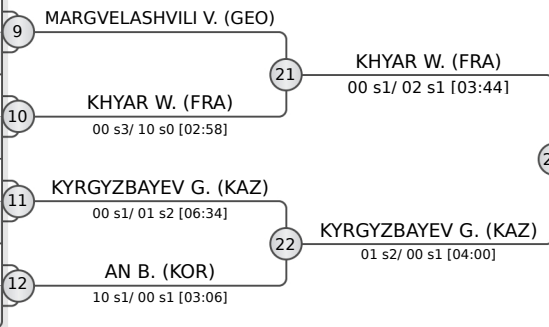 9
MARGVELASHVILI V. (GEO)
21
KHYAR W. (FRA)
00 s1/ 02 s1 [03:44]
10
KHYAR W. (FRA)
00 s3/ 10 s0 [02:58]
11
KYRGYZBAYEV G. (KAZ)
00 s1/ 01 s2 [06:34]
22
KYRGYZBAYEV G. (KAZ)
01 s2/ 00 s1 [04:00]
12
AN B. (KOR)
10 s1/ 00 s1 [03:06]